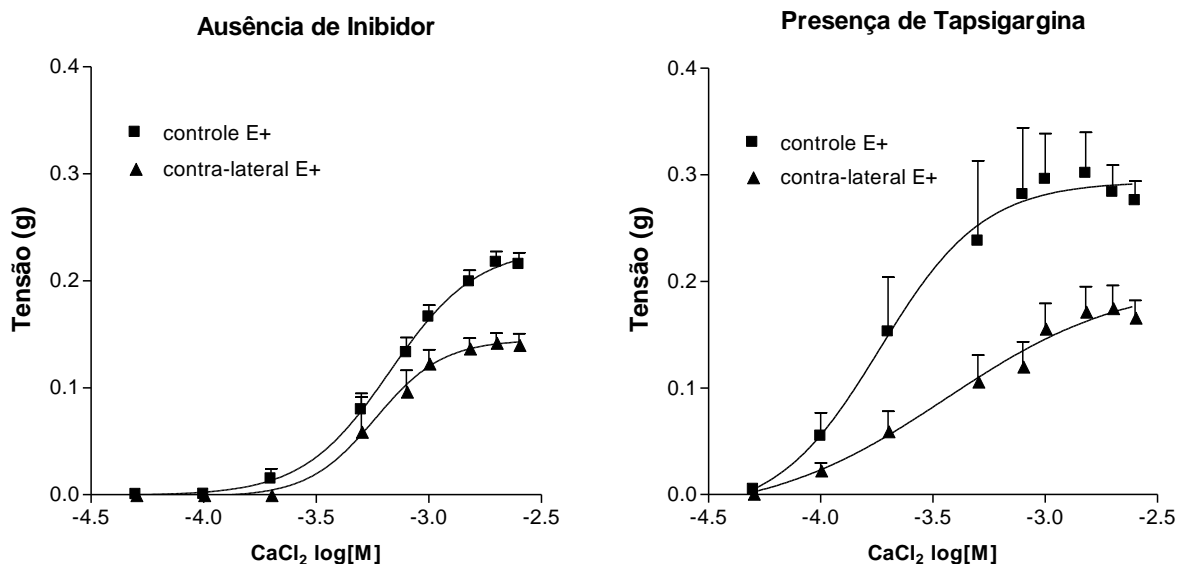 Ausência de Inibidor
0.4
0.3
0.2
0.1
0.0
-4.5 -4.0 -3.5 -3.0 -2.5
Tensão (g)
CaCl₂ log[M]
controle E+
contra-lateral E+
Presença de Tapsigargina
0.4
0.3
0.2
0.1
0.0
-4.5 -4.0 -3.5 -3.0 -2.5
Tensão (g)
CaCl₂ log[M]
controle E+
contra-lateral E+